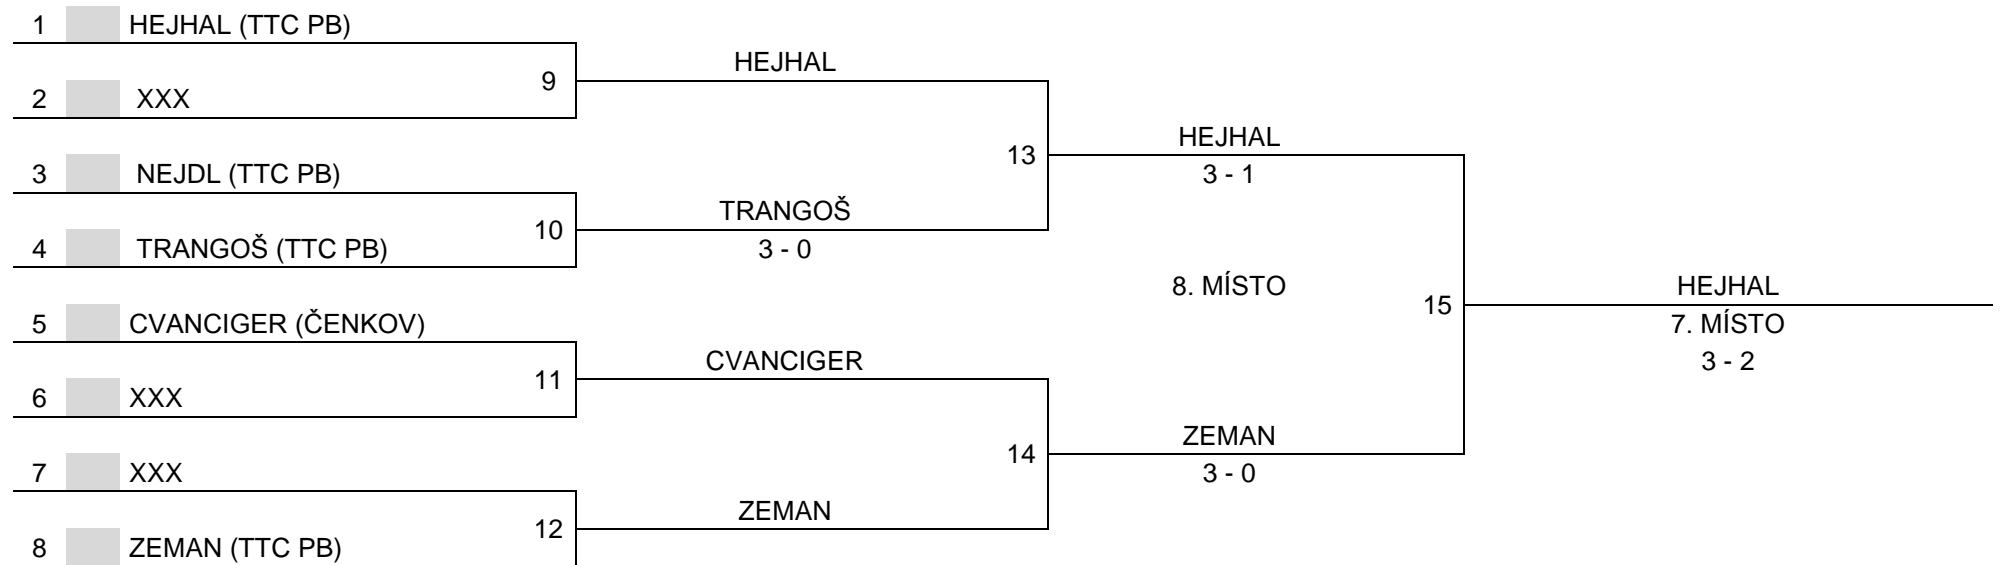 1 HEJHAL (TTC PB)
HEJHAL
9
2 XXX
HEJHAL
13
3 NEJDL (TTC PB)
3 - 1
TRANGOŠ
10
4 TRANGOŠ (TTC PB)
3 - 0
8. MÍSTO
HEJHAL
15
5 CVANCIGER (ČENKOV)
7. MÍSTO
CVANCIGER
3 - 2
11
6 XXX
ZEMAN
14
7 XXX
3 - 0
ZEMAN
12
8 ZEMAN (TTC PB)